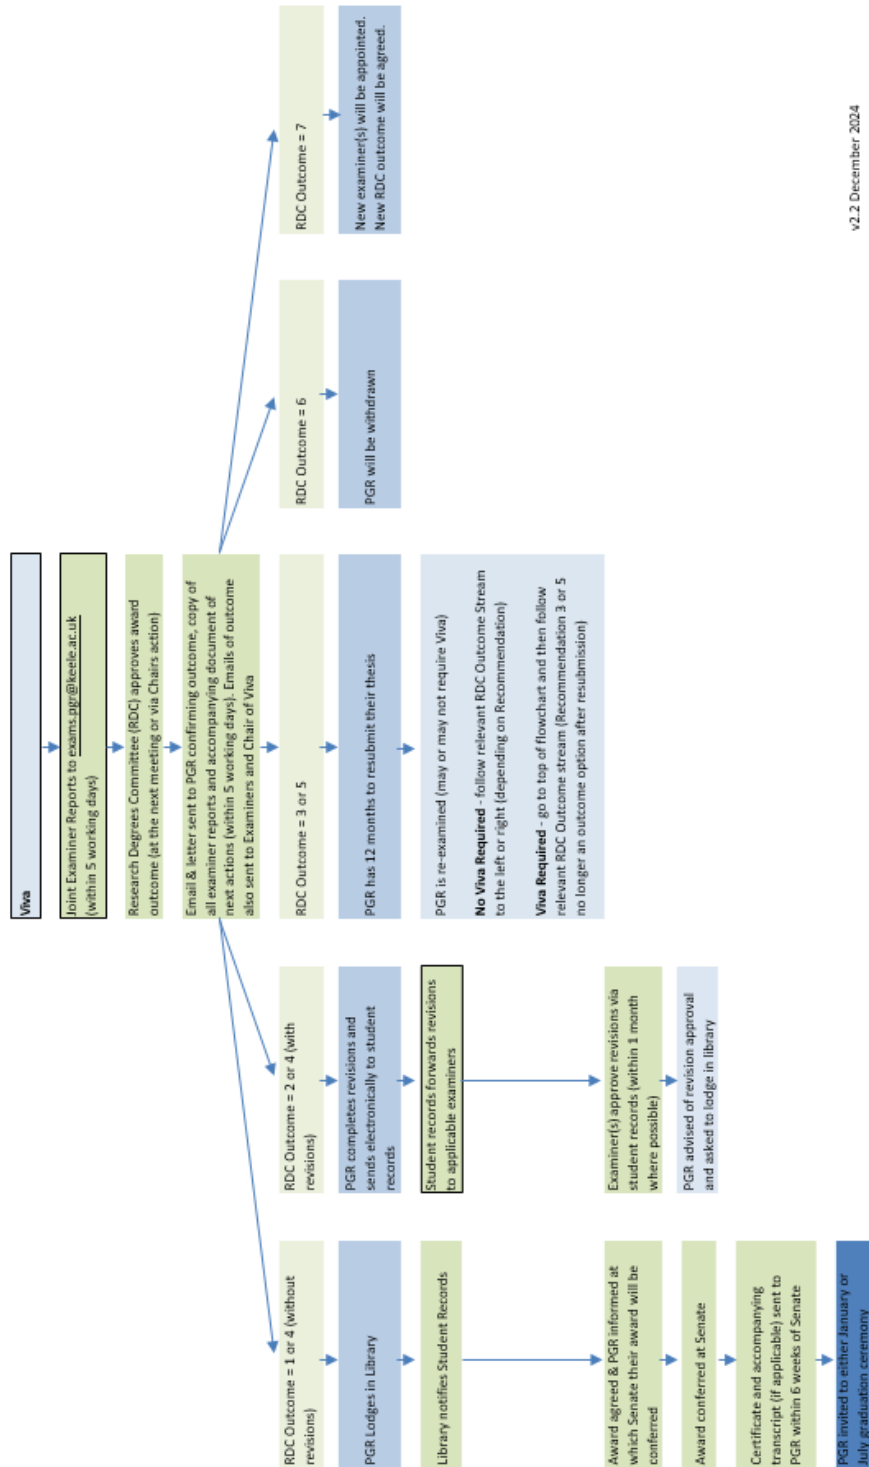 Viva
Joint Examiner Reports to exams.pgr@keele.ac.uk
(within 5 working days)
Research Degrees Committee (RDC) approves award
outcome (at the next meeting or via Chairs action)
Email & letter sent to PGR confirming outcome, copy of
all examiner reports and accompanying document of
next actions (within 5 working days). Emails of outcome
also sent to Examiners and Chair of Viva
RDC Outcome = 1 or 4 (without
revisions)
PGR Lodges in Library
Library notifies Student Records
Award agreed & PGR informed at
which Senate their award will be
conferred
Award conferred at Senate
Certificate and accompanying
transcript (if applicable) sent to
PGR within 6 weeks of Senate
PGR invited to either January or
July graduation ceremony
RDC Outcome = 2 or 4 (with
revisions)
PGR completes revisions and
sends electronically to student
records
Student records forwards revisions
to applicable examiners
Examiner(s) approve revisions via
student records (within 1 month
where possible)
PGR advised of revision approval
and asked to lodge in library
RDC Outcome = 3 or 5
PGR has 12 months to resubmit their thesis
PGR is re-examined (may or may not require Viva)
No Viva Required - follow relevant RDC Outcome Stream
to the left or right (depending on Recommendation)
Viva Required - go to top of flowchart and then follow
relevant RDC Outcome stream (Recommendation 3 or 5
no longer an outcome option after resubmission)
RDC Outcome = 6
PGR will be withdrawn
RDC Outcome = 7
New examiner(s) will be appointed.
New RDC outcome will be agreed.
v2.2 December 2024